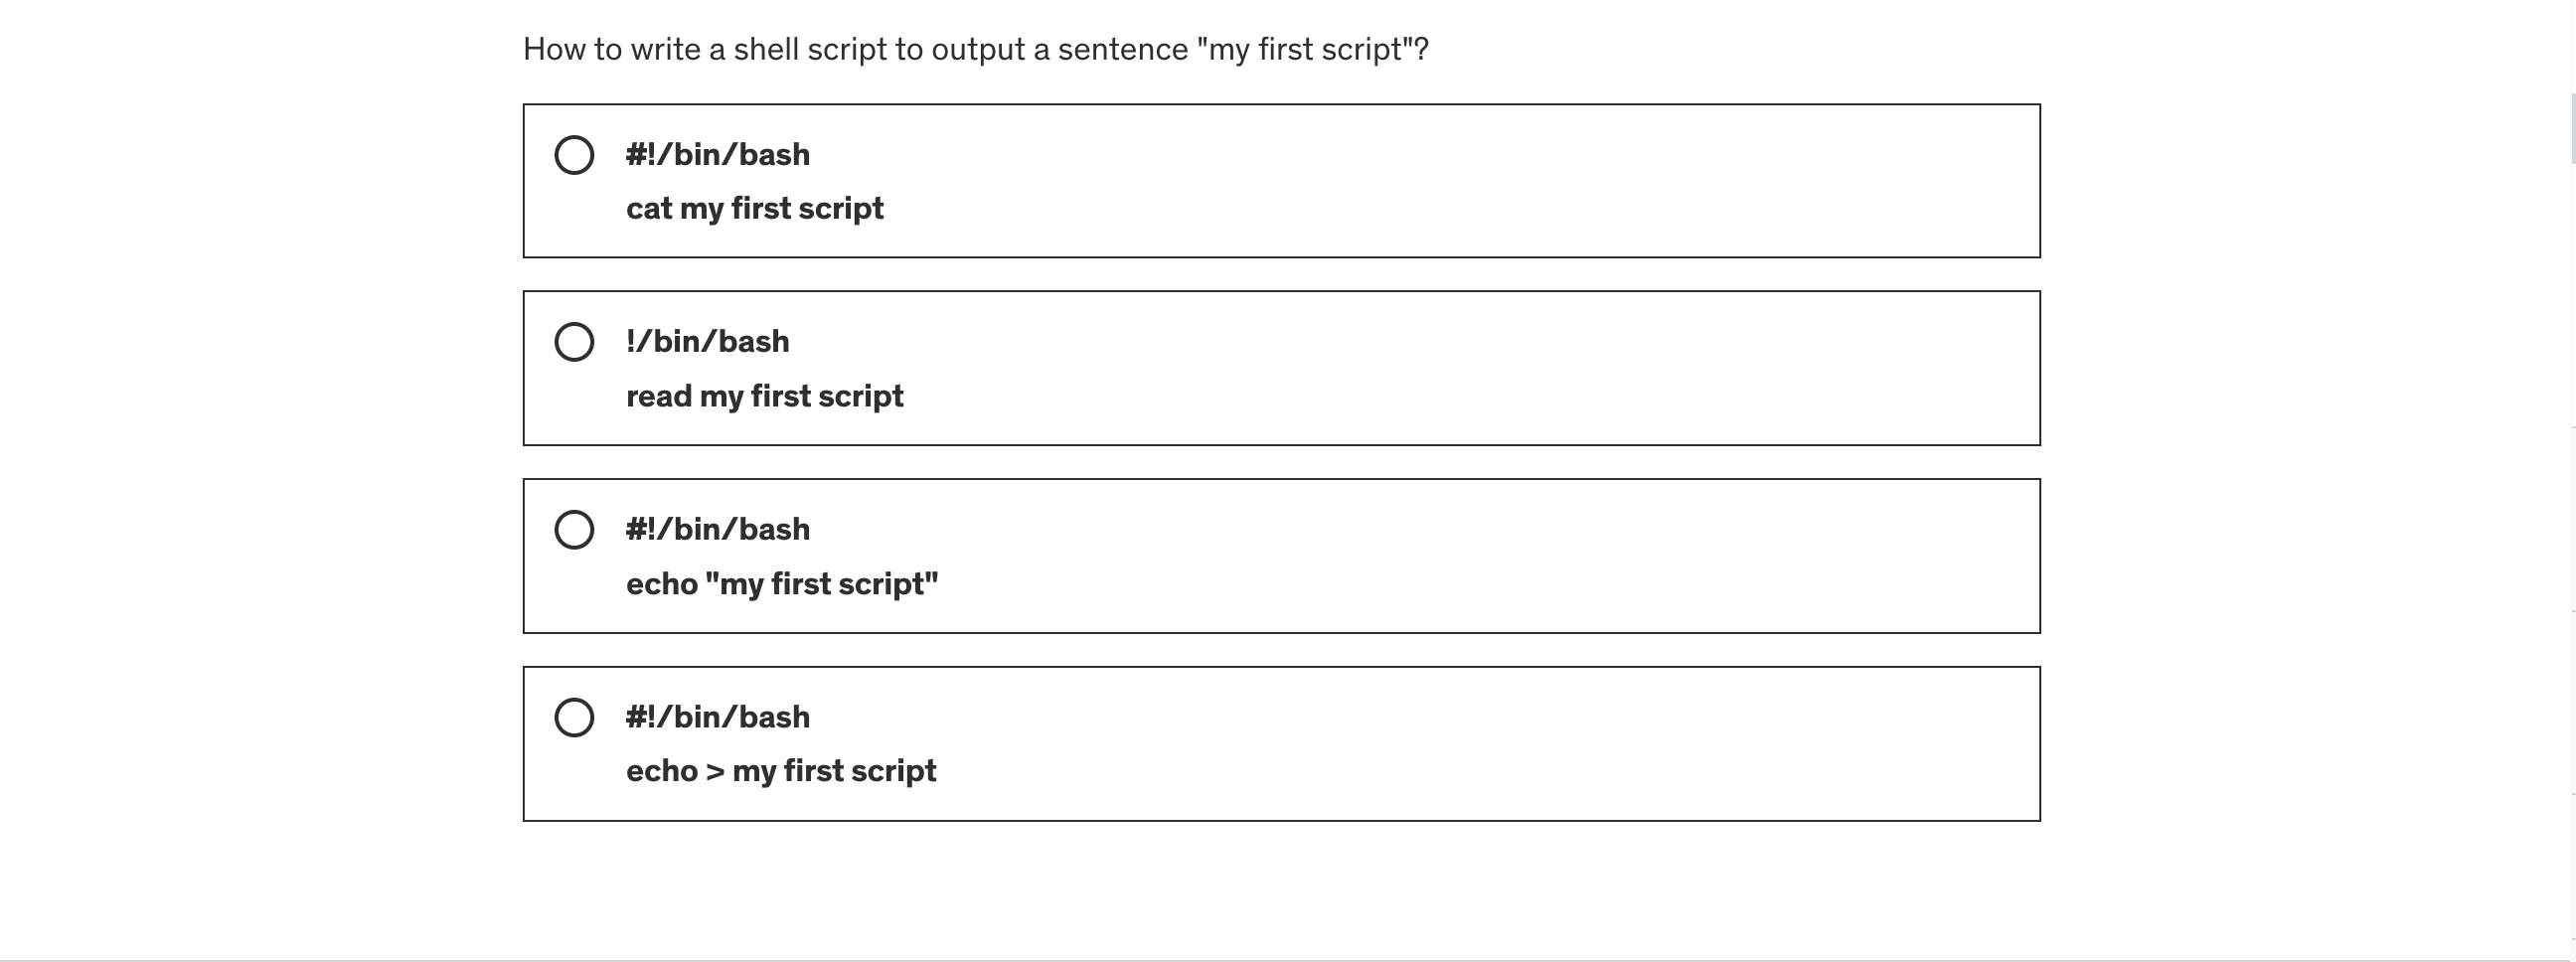 How to write a shell script to output a sentence "my first script"?
#!/bin/bash
cat my first script
!/bin/bash
read my first script
#!/bin/bash
echo "my first script"
#!/bin/bash
echo > my first script